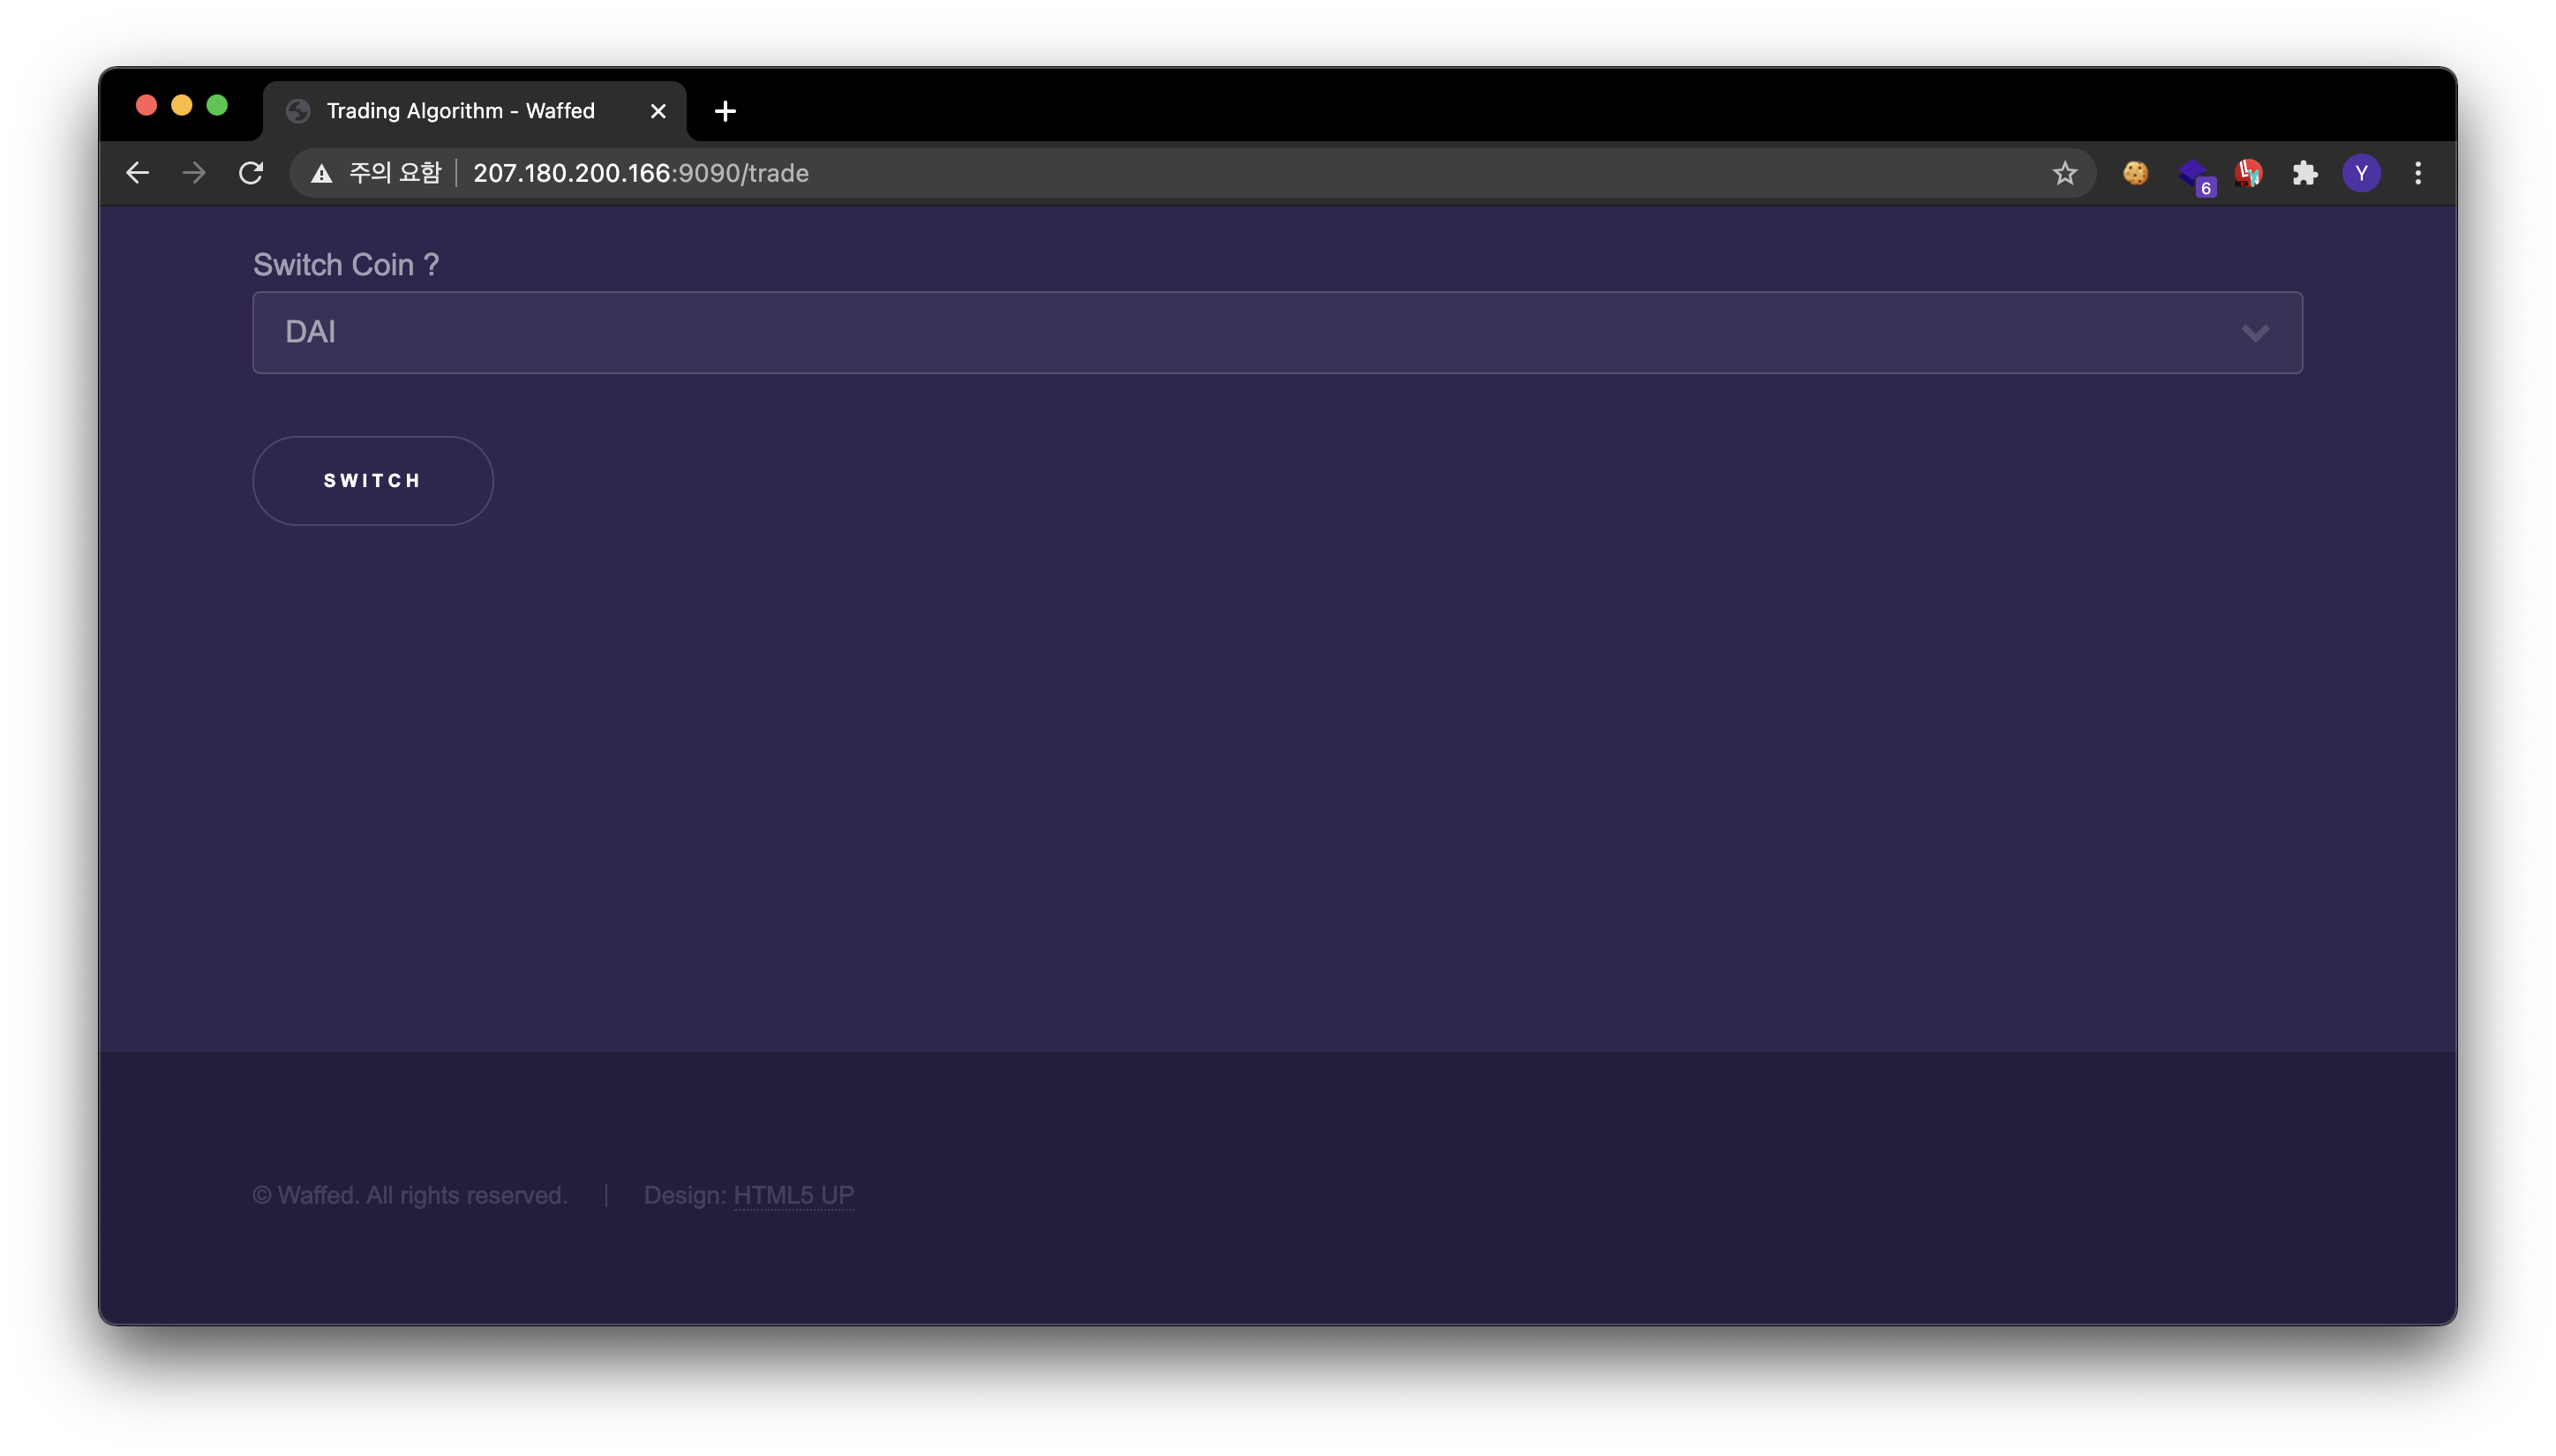 Trading Algorithm - Waffed
주의 요함 207.180.200.166:9090/trade
6
Y
Switch Coin ?
DAI
SWITCH
© Waffed. All rights reserved. | Design: HTML5 UP